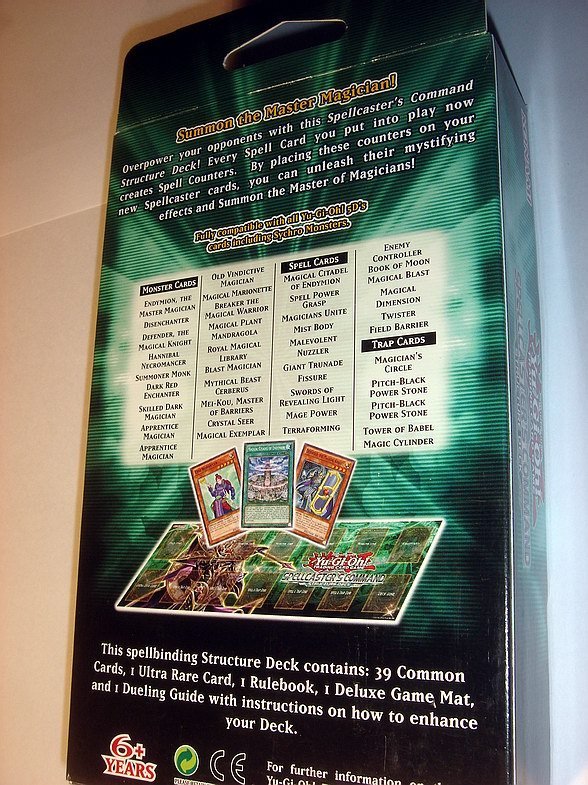 Summon the Master Magician!
Overpower your opponents with this Spellcaster's Command
Structure Deck! Every Spell Card you put into play now
creates Spell Counters. By placing these counters on your
new Spellcaster cards, you can unleash their mystifying
effects and Summon the Master of Magicians!
Fully compatible with all Yu-Gi-Oh! 5D's
cards including Sychro Monsters.
MONSTER CARDS
ENDYMION, THE
MASTER MAGICIAN
DISENCHANTER
DEFENDER, THE
MAGICAL KNIGHT
HANNIBAL
NECROMANCER
SUMMONER MONK
DARK RED
ENCHANTER
SKILLED DARK
MAGICIAN
APPRENTICE
MAGICIAN
APPRENTICE
MAGICIAN
OLD VINDICTIVE
MAGICIAN
MAGICAL MARIONETTE
BREAKER THE
MAGICAL WARRIOR
MAGICAL PLANT
MANDRAGOLA
ROYAL MAGICAL
LIBRARY
BLAST MAGICIAN
MYTHICAL BEAST
CERBERUS
MEI-KOU, MASTER
OF BARRIERS
CRYSTAL SEER
MAGICAL EXEMPLAR
SPELL CARDS
MAGICAL CITADEL
OF ENDYMION
SPELL POWER
GRASP
MAGICIANS UNITE
MIST BODY
MALEVOLENT
NUZZLER
GIANT TRUNADE
FISSURE
SWORDS OF
REVEALING LIGHT
MAGE POWER
TERRAFORMING
ENEMY
CONTROLLER
BOOK OF MOON
MAGICAL BLAST
MAGICAL
DIMENSION
TWISTER
FIELD BARRIER
TRAP CARDS
MAGICIAN'S
CIRCLE
PITCH-BLACK
POWER STONE
PITCH-BLACK
POWER STONE
TOWER OF BABEL
MAGIC CYLINDER
Yu-Gi-Oh!
SPELLCASTER'S COMMAND
This spellbinding Structure Deck contains: 39 Common
Cards, 1 Ultra Rare Card, 1 Rulebook, 1 Deluxe Game Mat,
and 1 Dueling Guide with instructions on how to enhance
your Deck.
6+
YEARS
CE
For further information on
Yu-Gi-Oh!